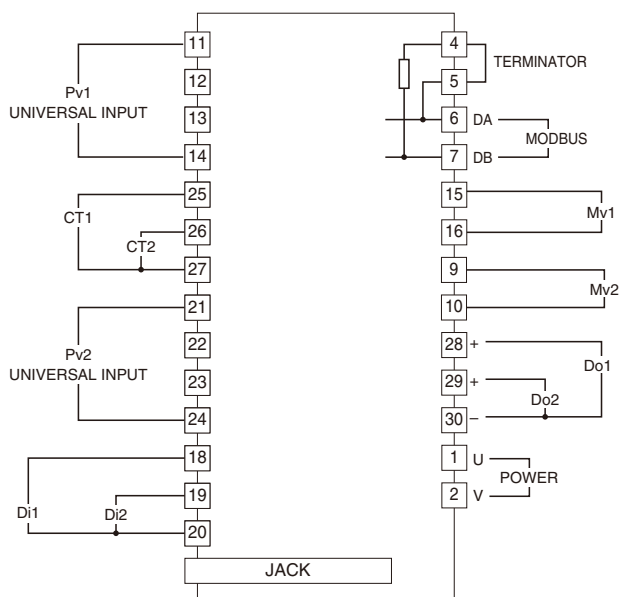 11
12
13
14
Pv1
UNIVERSAL INPUT
25
26
27
CT1
CT2
21
22
23
24
Pv2
UNIVERSAL INPUT
18
19
20
Di1
Di2
4
5
TERMINATOR
6 DA
7 DB
MODBUS
15
16
Mv1
9
10
Mv2
28 +
29 +
30 –
Do1
Do2
1 U
2 V
POWER
JACK